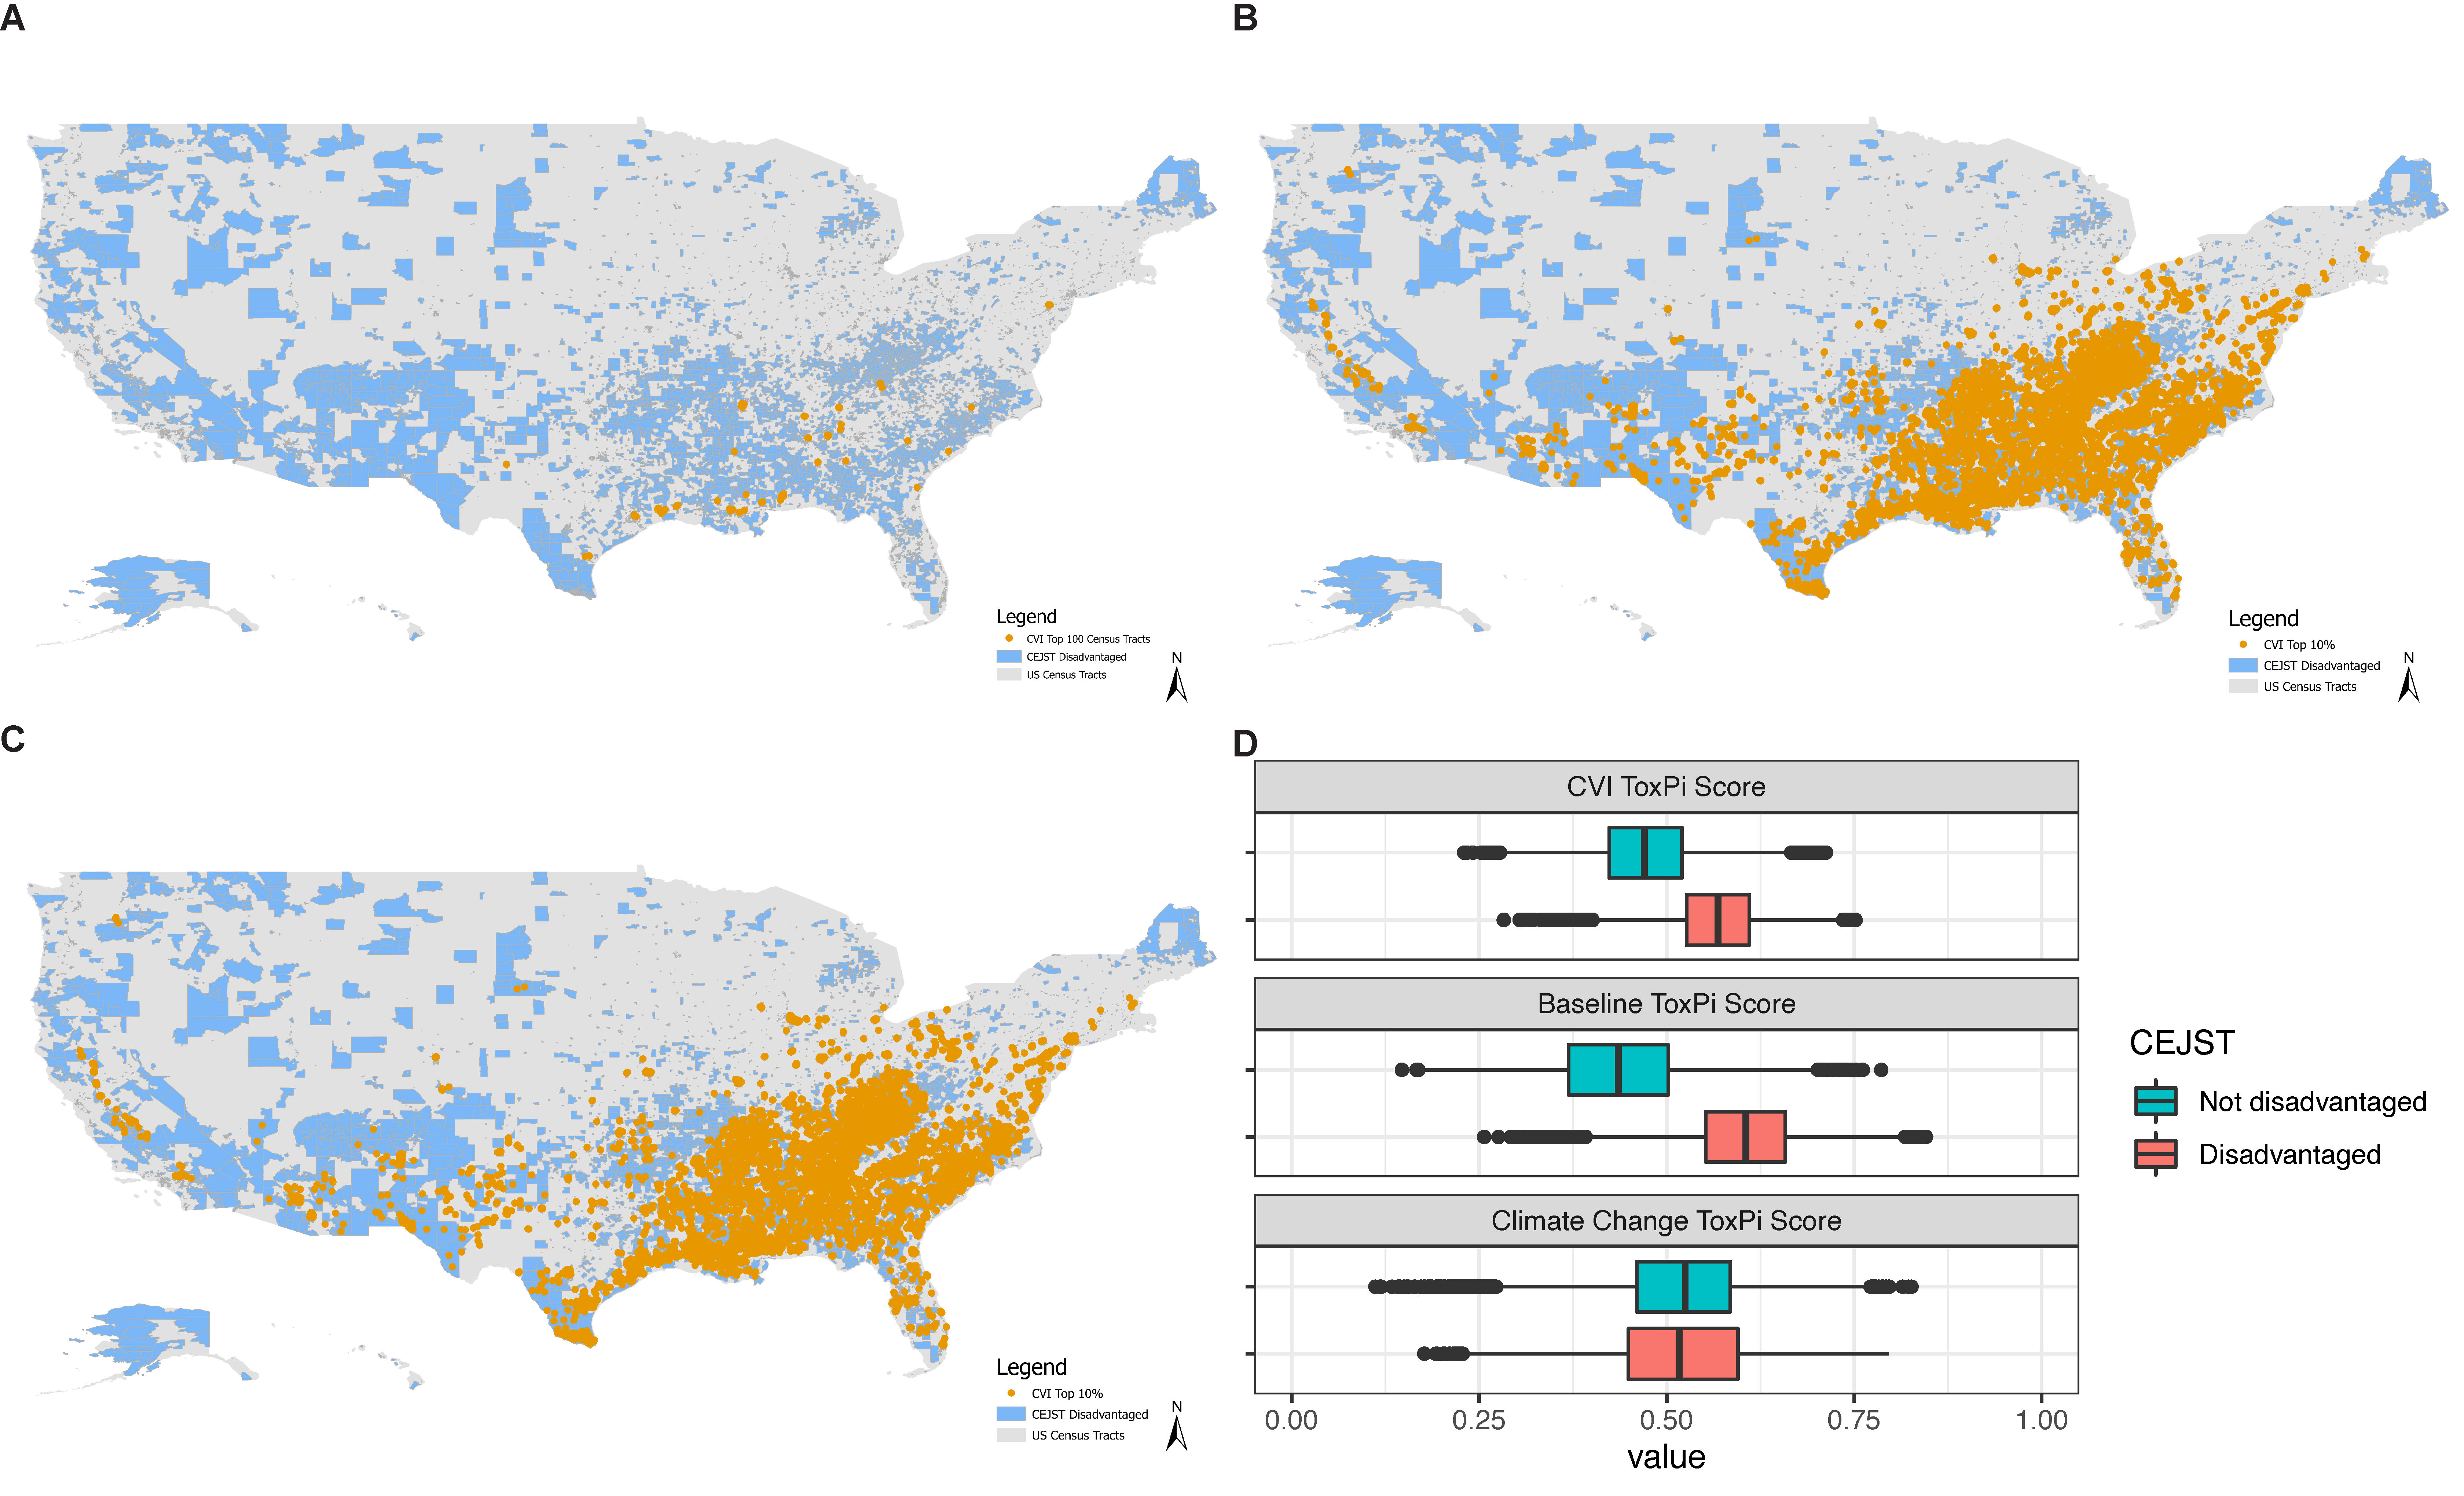 A
Legend
CVI Top 100 Census Tracts
CEJST Disadvantaged
US Census Tracts
N
B
Legend
CVI Top 10%
CEJST Disadvantaged
US Census Tracts
N
C
Legend
CVI Top 10%
CEJST Disadvantaged
US Census Tracts
N
D
CVI ToxPi Score
Baseline ToxPi Score
Climate Change ToxPi Score
0.00 0.25 0.50 0.75 1.00
value
CEJST
Not disadvantaged
Disadvantaged